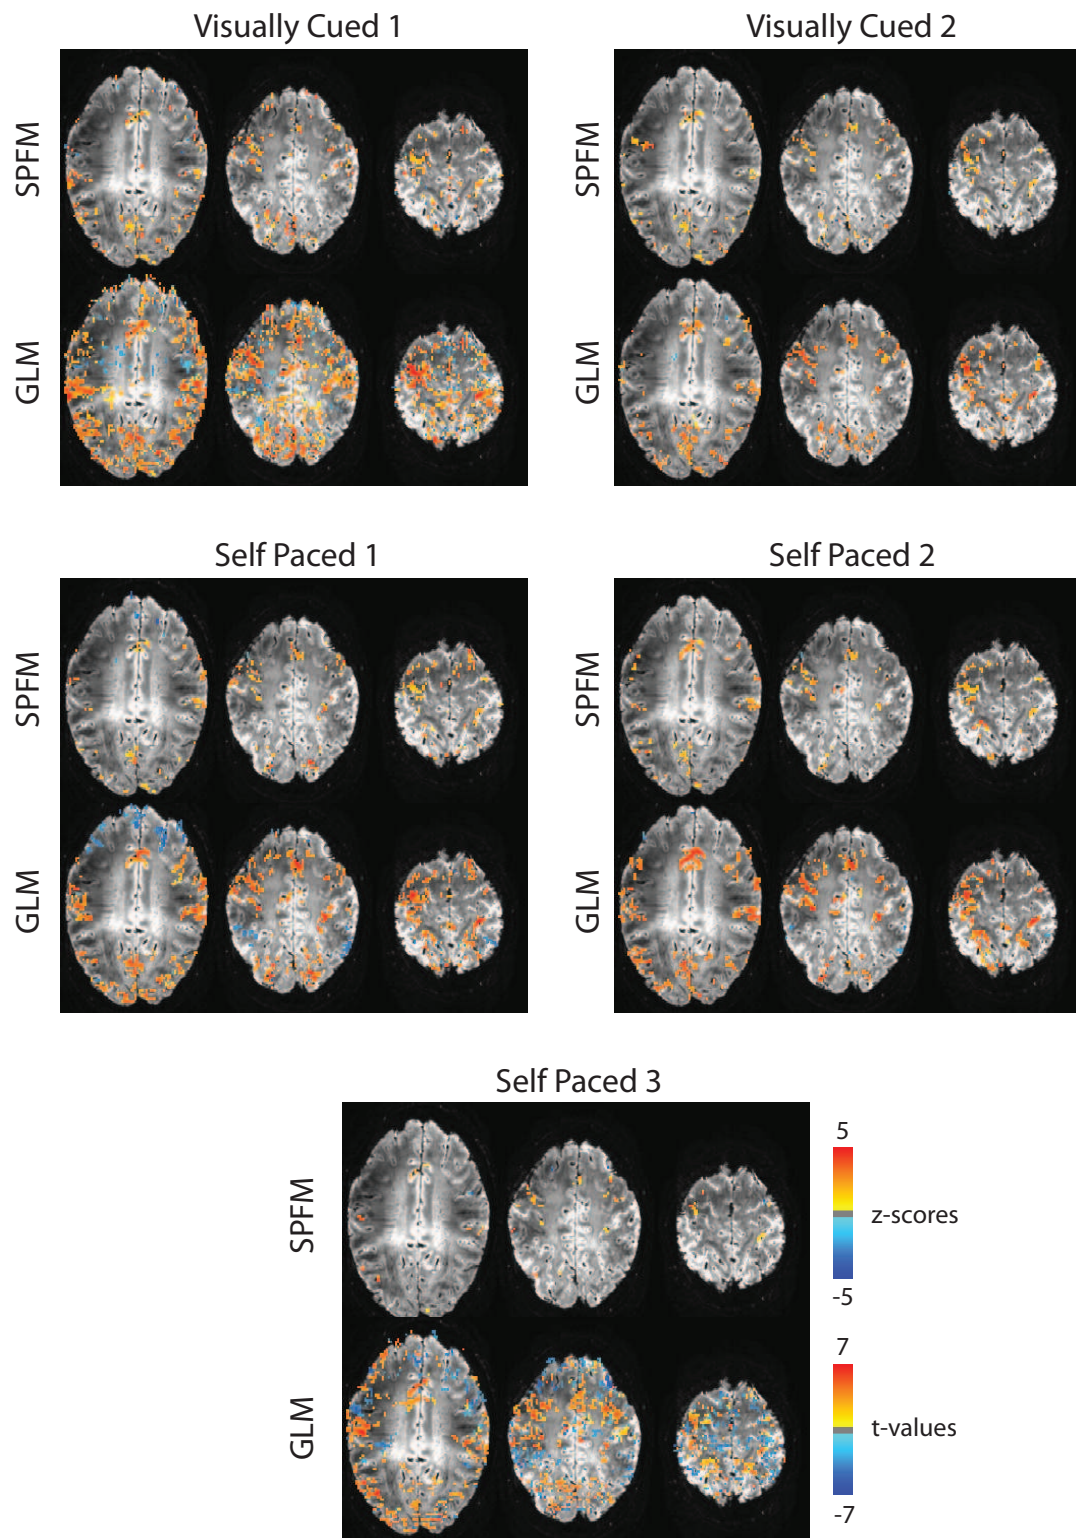 Visually Cued 1
Visually Cued 2
SPFM
SPFM
GLM
GLM
Self Paced 1
Self Paced 2
SPFM
SPFM
GLM
GLM
Self Paced 3
SPFM
5
z-scores
-5
GLM
7
t-values
-7